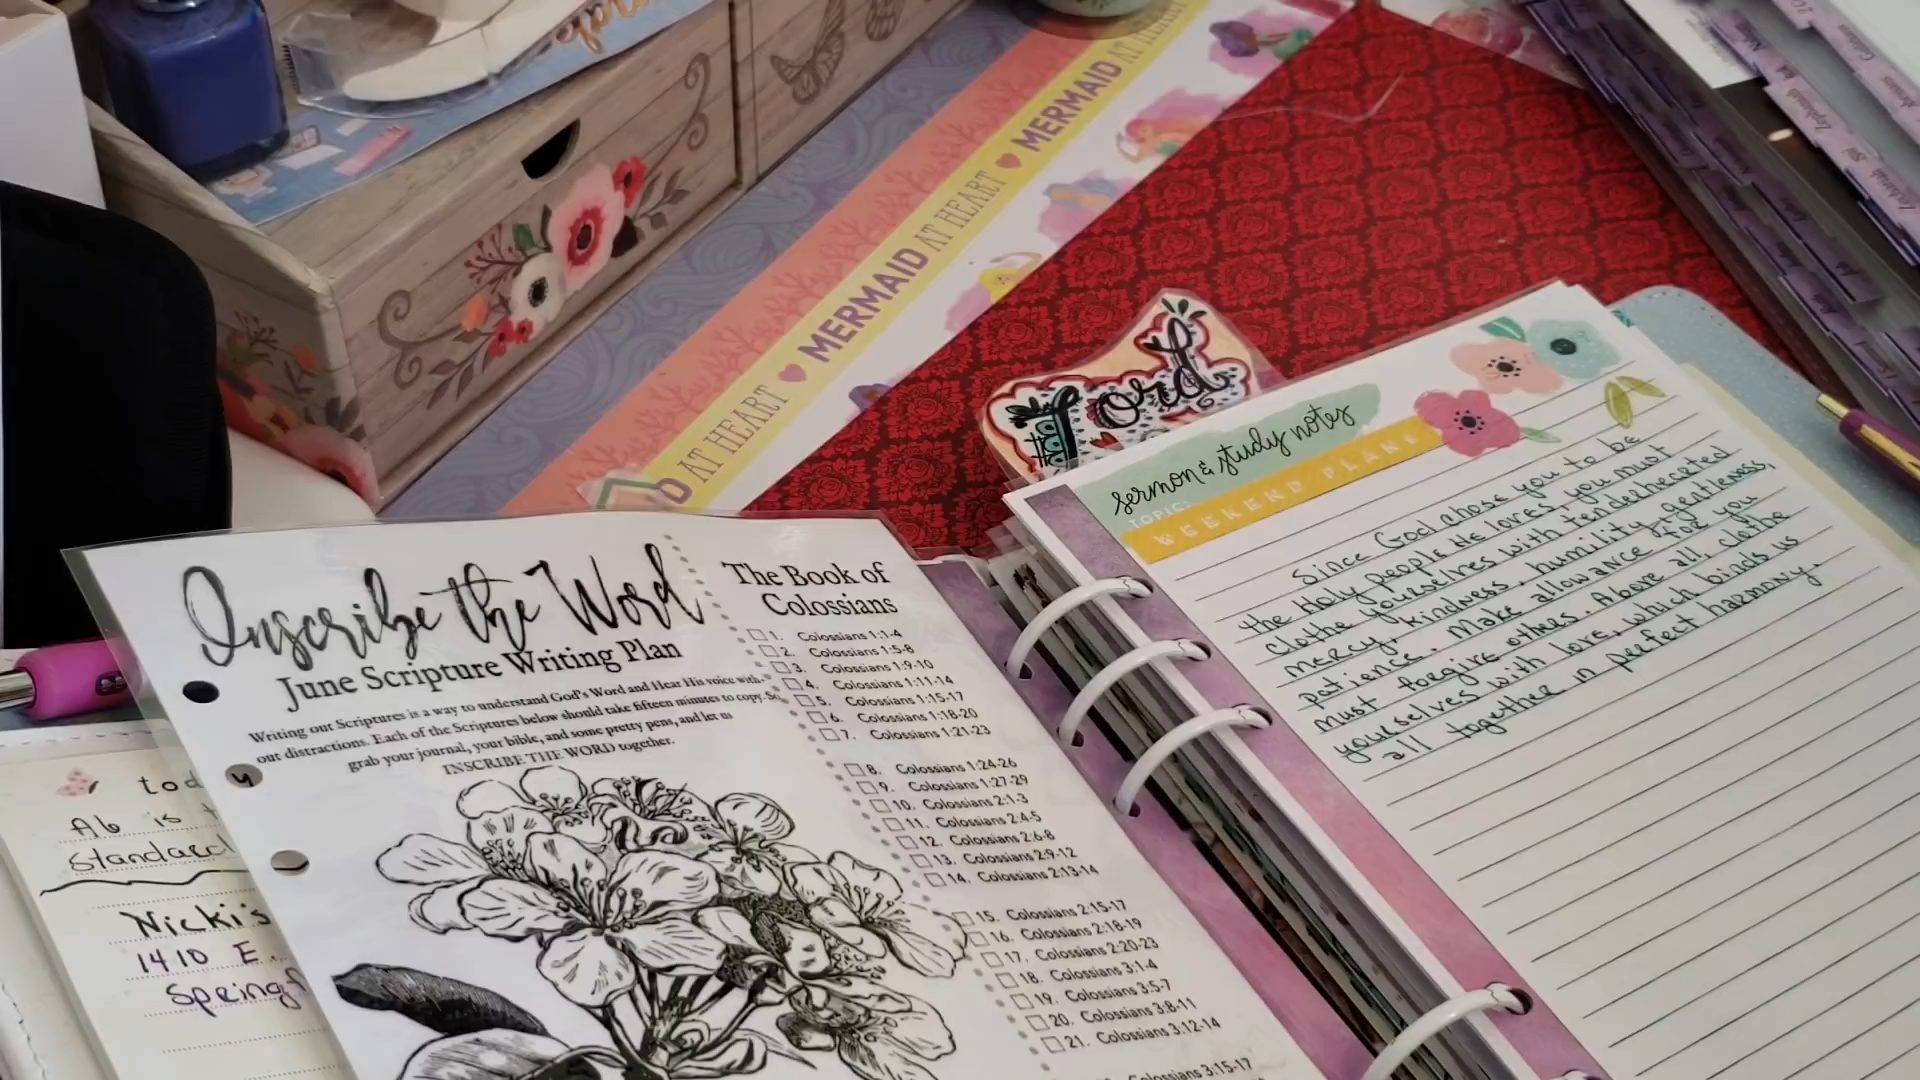 MERMAID AT HEART
MERMAID AT HEART
AT HEART
Lord
Inscribe the Word
June Scripture Writing Plan
Writing out Scriptures is a way to understand God's Word and Hear His voice with
out distractions. Each of the Scriptures below should take fifteen minutes to copy. So
grab your journal, your bible, and some pretty pens, and let us
INSCRIBE THE WORD together.
The Book of
Colossians
1. Colossians 1:1-4
2. Colossians 1:5-8
3. Colossians 1:9-10
4. Colossians 1:11-14
5. Colossians 1:15-17
6. Colossians 1:18-20
7. Colossians 1:21-23
8. Colossians 1:24-26
9. Colossians 1:27-29
10. Colossians 2:1-3
11. Colossians 2:4-5
12. Colossians 2:6-8
13. Colossians 2:9-12
14. Colossians 2:13-14
15. Colossians 2:15-17
16. Colossians 2:18-19
17. Colossians 2:20-23
18. Colossians 3:1-4
19. Colossians 3:5-7
20. Colossians 3:8-11
21. Colossians 3:12-14
3:15-17
sermon & study notes
TOPIC:
WEEKEND PLANS
Since God chose you to be
the Holy people He loves, you must
clothe yourselves with tenderheaeted
mercy, kindness, humility, gentleness,
patience. Make allowance for you
must forgive others. Above all, clothe
yourselves with love, which binds us
all together in perfect harmony.
tod
A6 is
standard
Nicki's
1410 E.
Springf